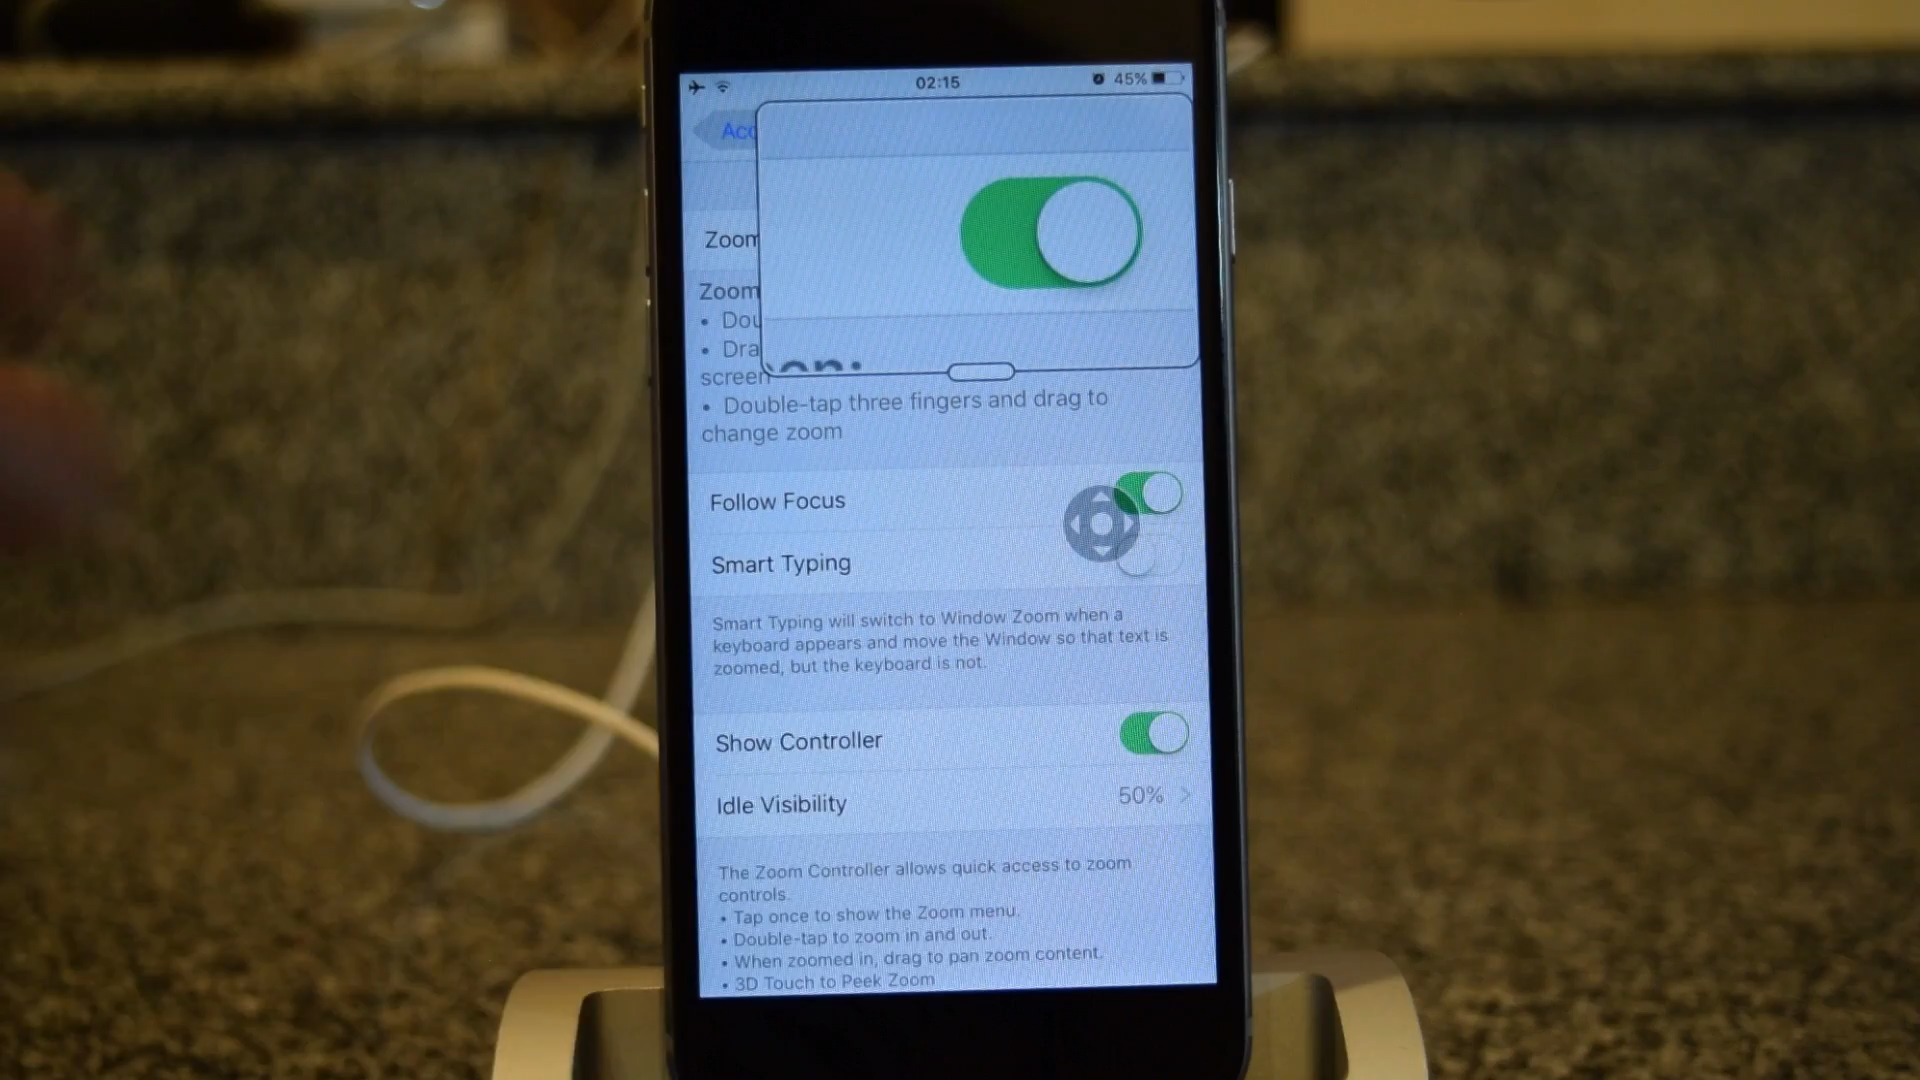 02:15
45%
Acc
Zoom
Zoom
• Dou
• Dra
screen
on.
• Double-tap three fingers and drag to
change zoom
Follow Focus
Smart Typing
Smart Typing will switch to Window Zoom when a
keyboard appears and move the Window so that text is
zoomed, but the keyboard is not.
Show Controller
Idle Visibility 50%
The Zoom Controller allows quick access to zoom
controls.
• Tap once to show the Zoom menu.
• Double-tap to zoom in and out.
• When zoomed in, drag to pan zoom content.
• 3D Touch to Peek Zoom